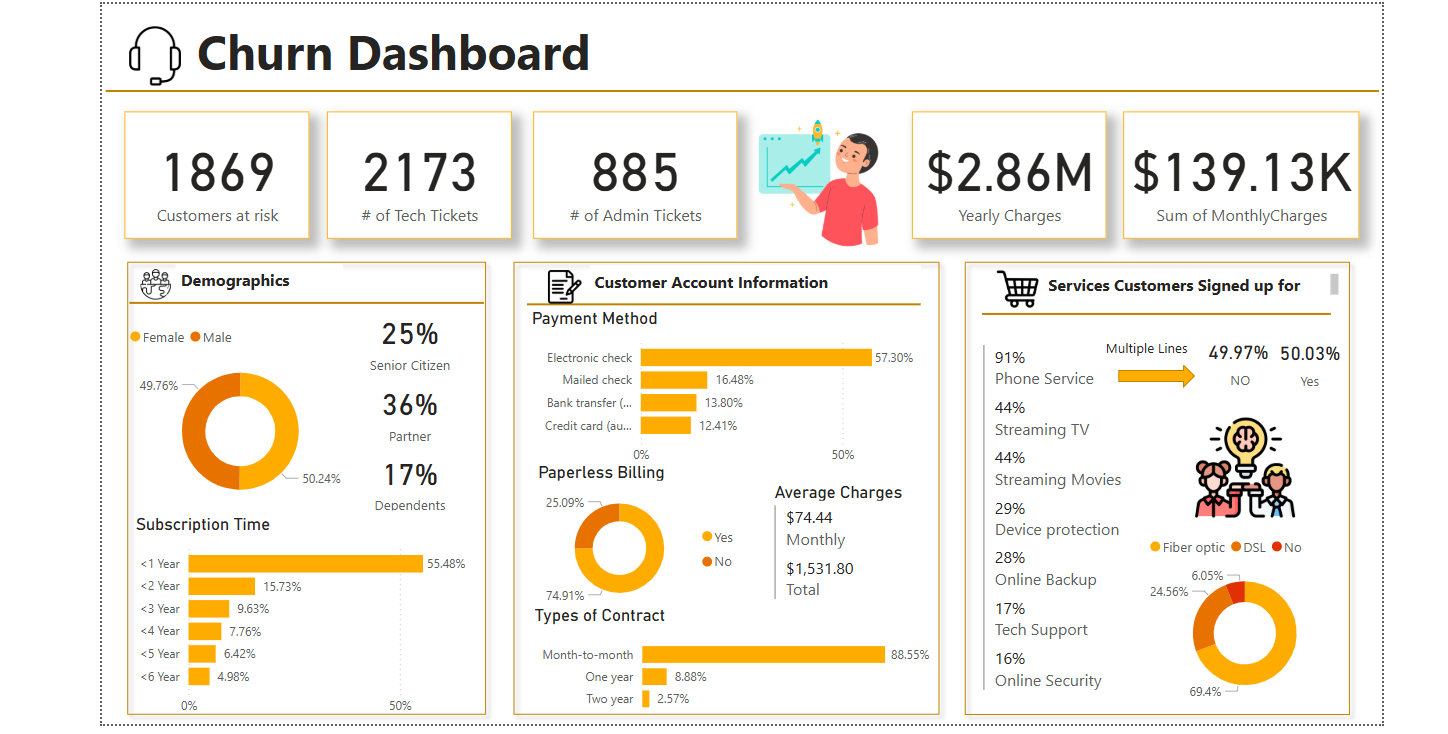 Churn Dashboard
1869
Customers at risk
2173
# of Tech Tickets
885
# of Admin Tickets
$2.86M
Yearly Charges
$139.13K
Sum of MonthlyCharges
Demographics
Female Male
49.76%
50.24%
25%
Senior Citizen
36%
Partner
17%
Dependents
Subscription Time
<1 Year 55.48%
<2 Year 15.73%
<3 Year 9.63%
<4 Year 7.76%
<5 Year 6.42%
<6 Year 4.98%
0% 50%
Customer Account Information
Payment Method
Electronic check 57.30%
Mailed check 16.48%
Bank transfer (... 13.80%
Credit card (au... 12.41%
0% 50%
Paperless Billing
25.09%
74.91%
Yes
No
Average Charges
$74.44
Monthly
$1,531.80
Total
Types of Contract
Month-to-month 88.55%
One year 8.88%
Two year 2.57%
Services Customers Signed up for
91%
Phone Service
44%
Streaming TV
44%
Streaming Movies
29%
Device protection
28%
Online Backup
17%
Tech Support
16%
Online Security
Multiple Lines
49.97% 50.03%
NO Yes
Fiber optic DSL No
6.05%
24.56%
69.4%